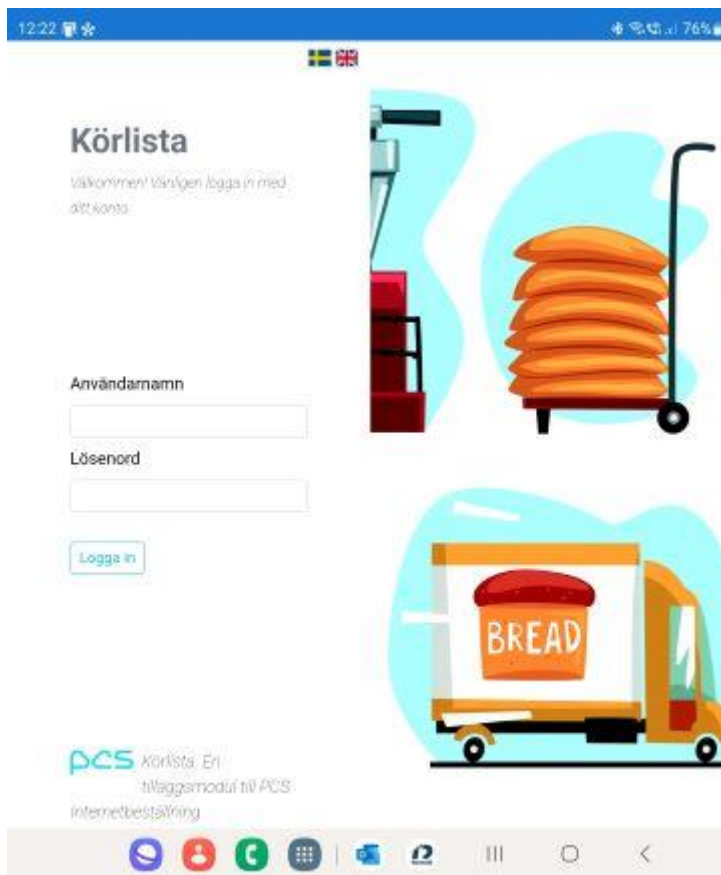 12:22
76%
Körlista
Välkommen! Vänligen logga in med
ditt konto.
Användarnamn
Lösenord
Logga in
BREAD
pcs Körlista, En
tilläggsmodul till PCS
Internetbeställning